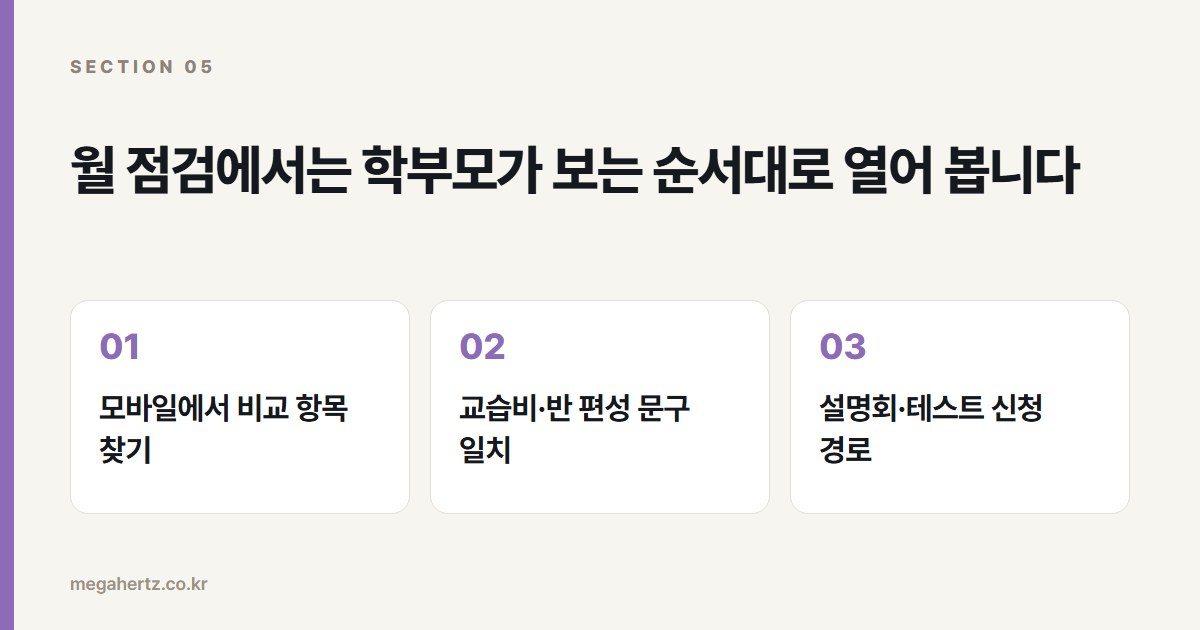 SECTION 05
월 점검에서는 학부모가 보는 순서대로 열어 봅니다
01
모바일에서 비교 항목
찾기
02
교습비·반 편성 문구
일치
03
설명회·테스트 신청
경로
megahertz.co.kr